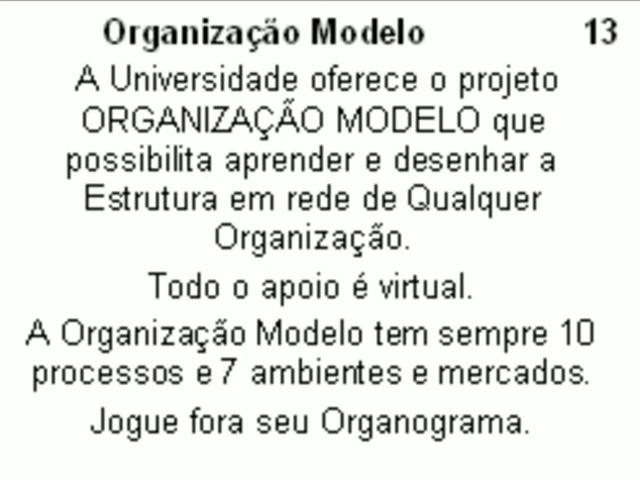 Organização Modelo 13
A Universidade oferece o projeto
ORGANIZAÇÃO MODELO que
possibilita aprender e desenhar a
Estrutura em rede de Qualquer
Organização.
Todo o apoio é virtual.
A Organização Modelo tem sempre 10
processos e 7 ambientes e mercados.
Jogue fora seu Organograma.